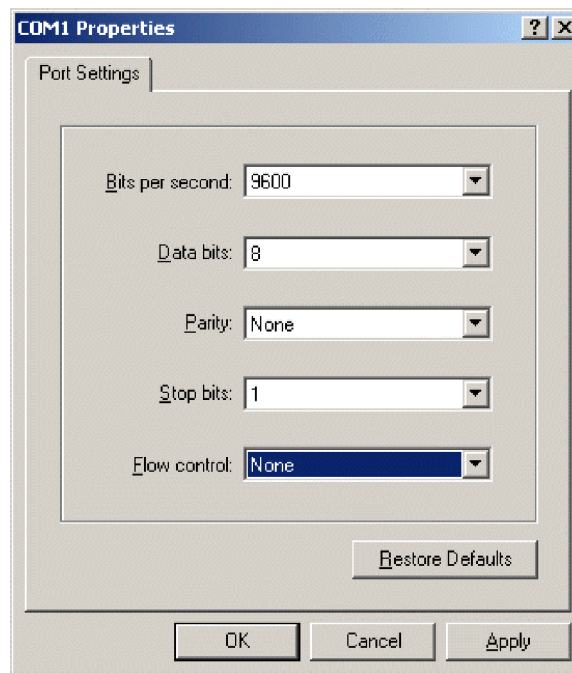 COM1 Properties
Port Settings
Bits per second: 9600
Data bits: 8
Parity: None
Stop bits: 1
Flow control: None
Restore Defaults
OK Cancel Apply